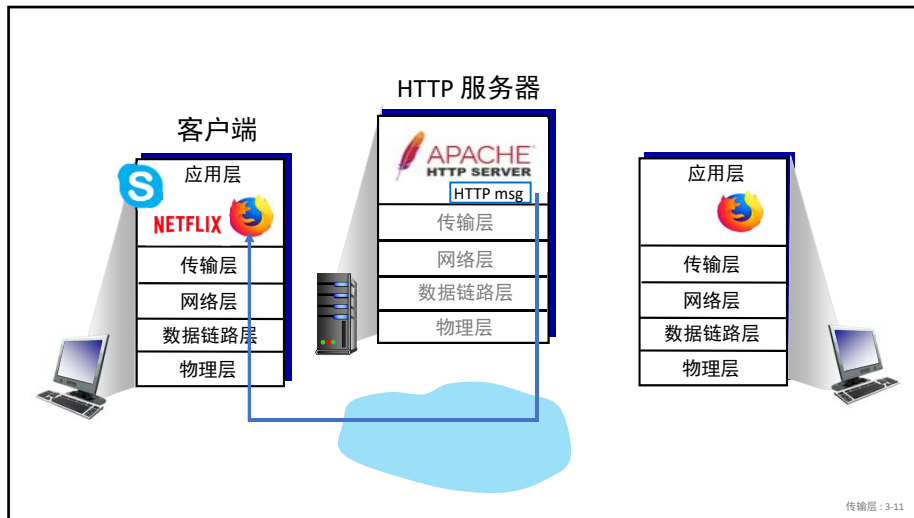 HTTP 服务器
客户端
应用层
S
NETFLIX
传输层
网络层
数据链路层
物理层
APACHE
HTTP SERVER
HTTP msg
传输层
网络层
数据链路层
物理层
应用层
传输层
网络层
数据链路层
物理层
传输层 : 3-11